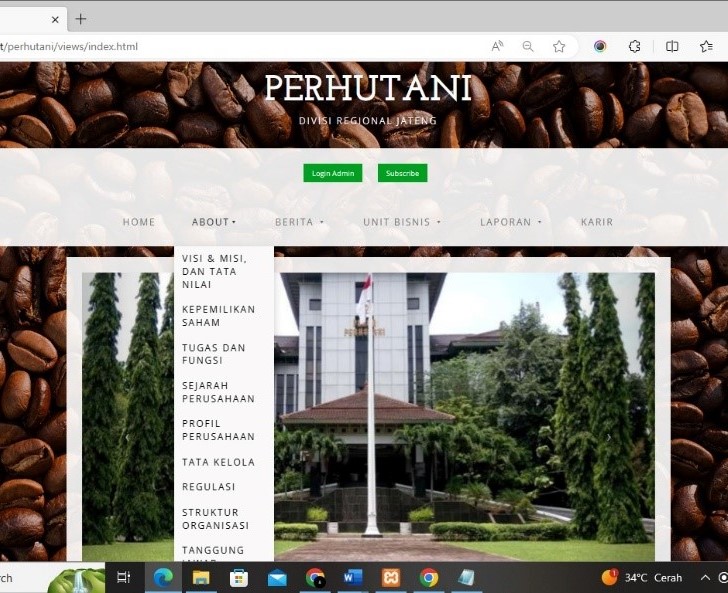 t/perhutani/views/index.html
PERHUTANI
DIVISI REGIONAL JATENG
Login Admin
Subscribe
HOME
ABOUT
BERITA
UNIT BISNIS
LAPORAN
KARIR
VISI & MISI,
DAN TATA
NILAI
KEPEMILIKAN
SAHAM
TUGAS DAN
FUNGSI
SEJARAH
PERUSAHAAN
PROFIL
PERUSAHAAN
TATA KELOLA
REGULASI
STRUKTUR
ORGANISASI
TANGGUNG
PERHUTANI
rch
34°C Cerah